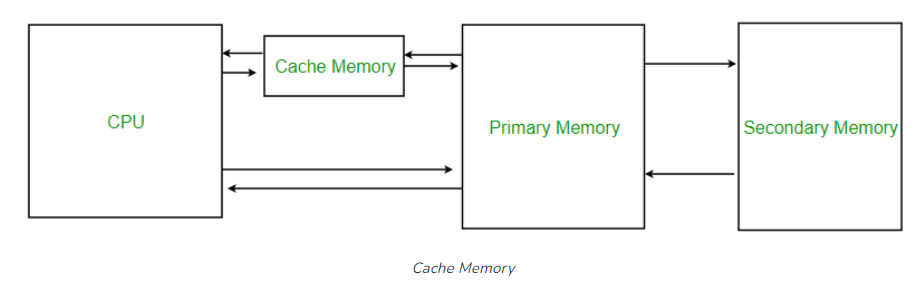 CPU
Cache Memory
Primary Memory
Secondary Memory
Cache Memory